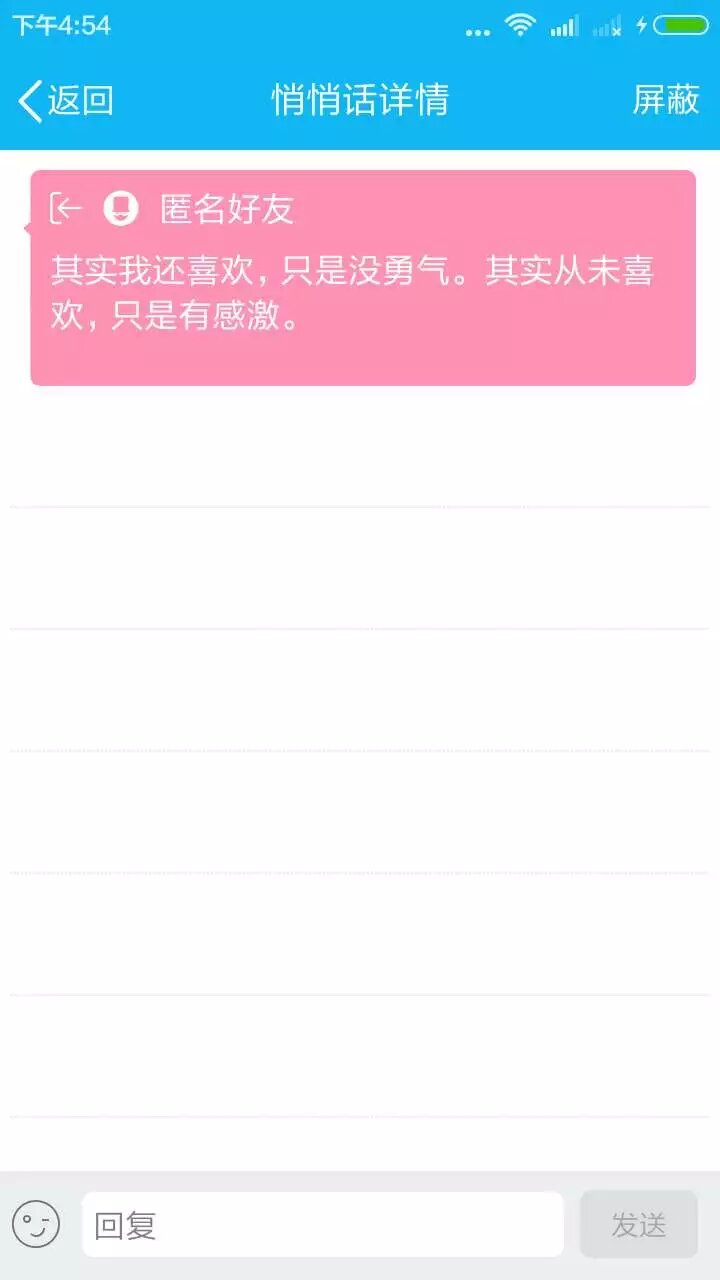 下午4:54
返回
悄悄话详情
屏蔽
匿名好友
其实我还喜欢,只是没勇气。其实从未喜
欢,只是有感激。
回复
发送